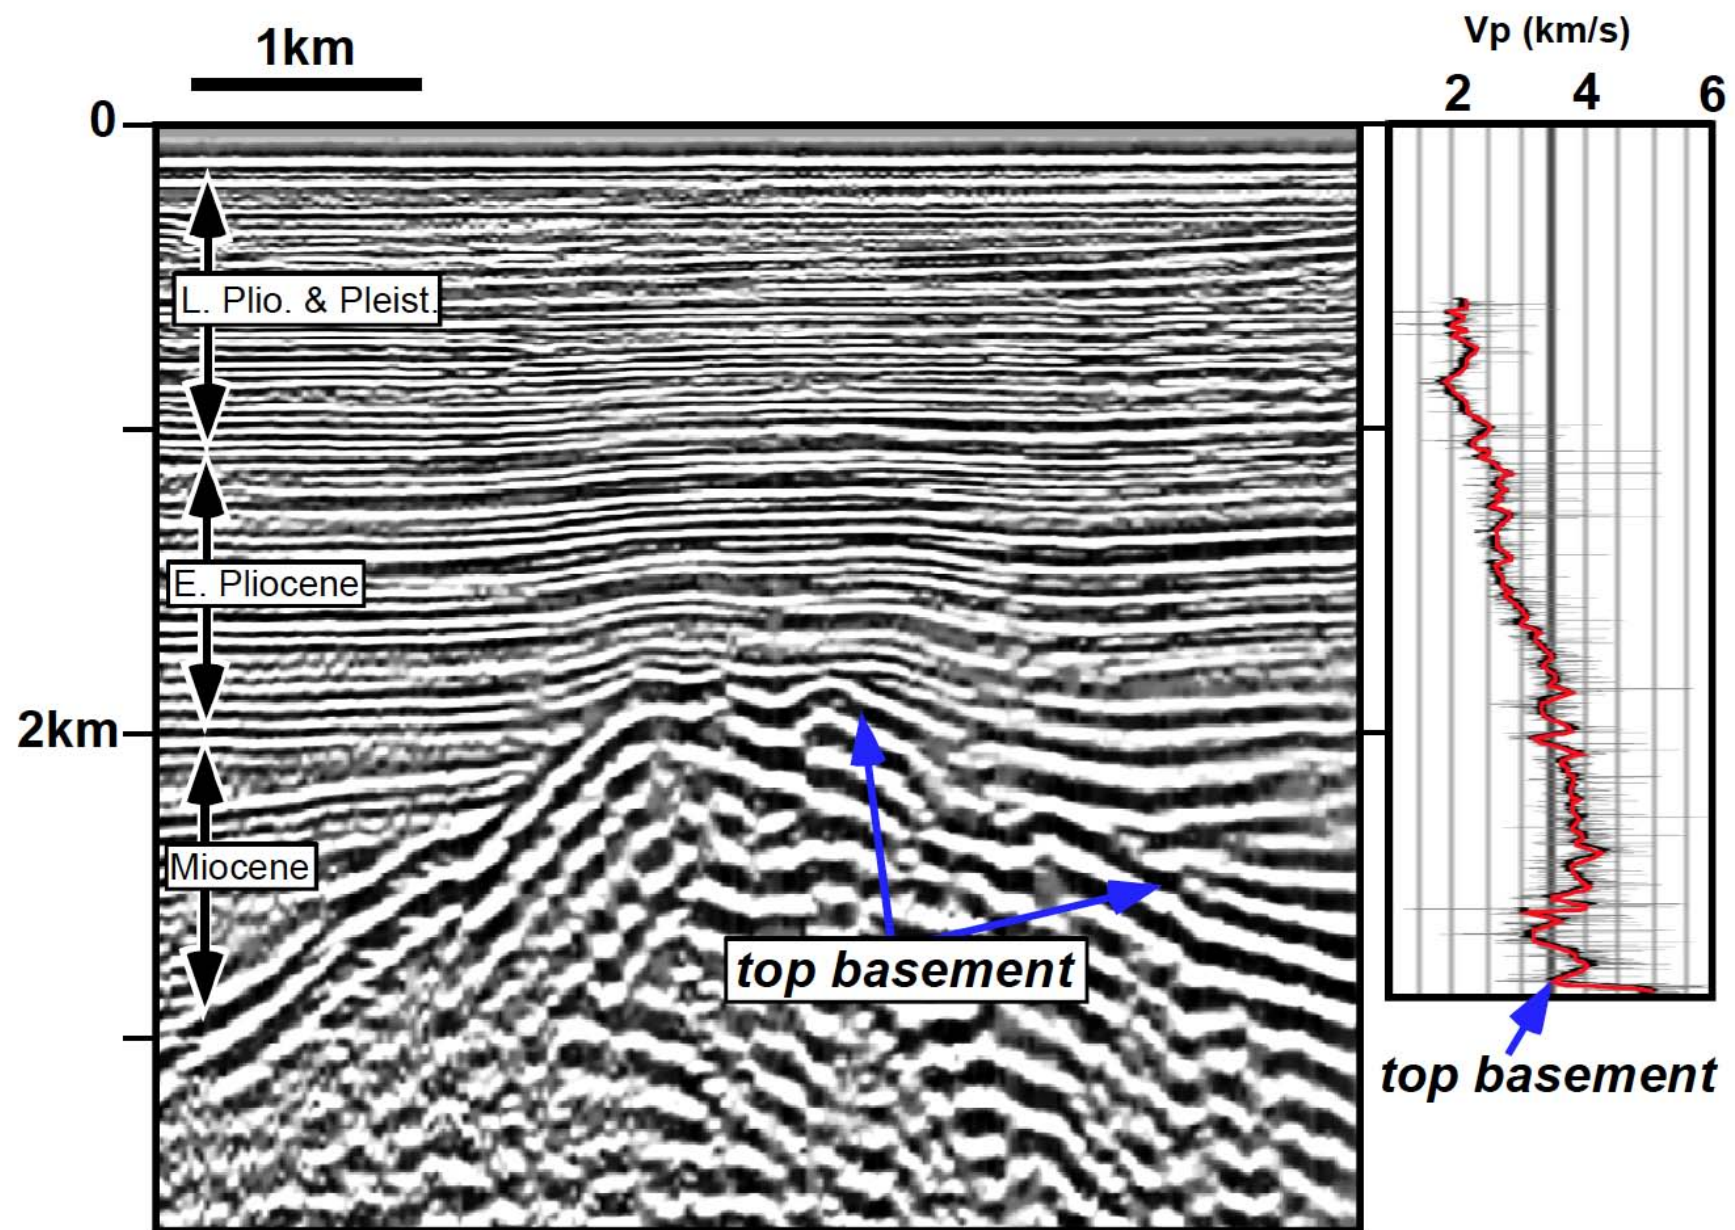 1km
Vp (km/s)
2 4 6
0
L. Plio. & Pleist.
E. Pliocene
2km
Miocene
top basement
top basement